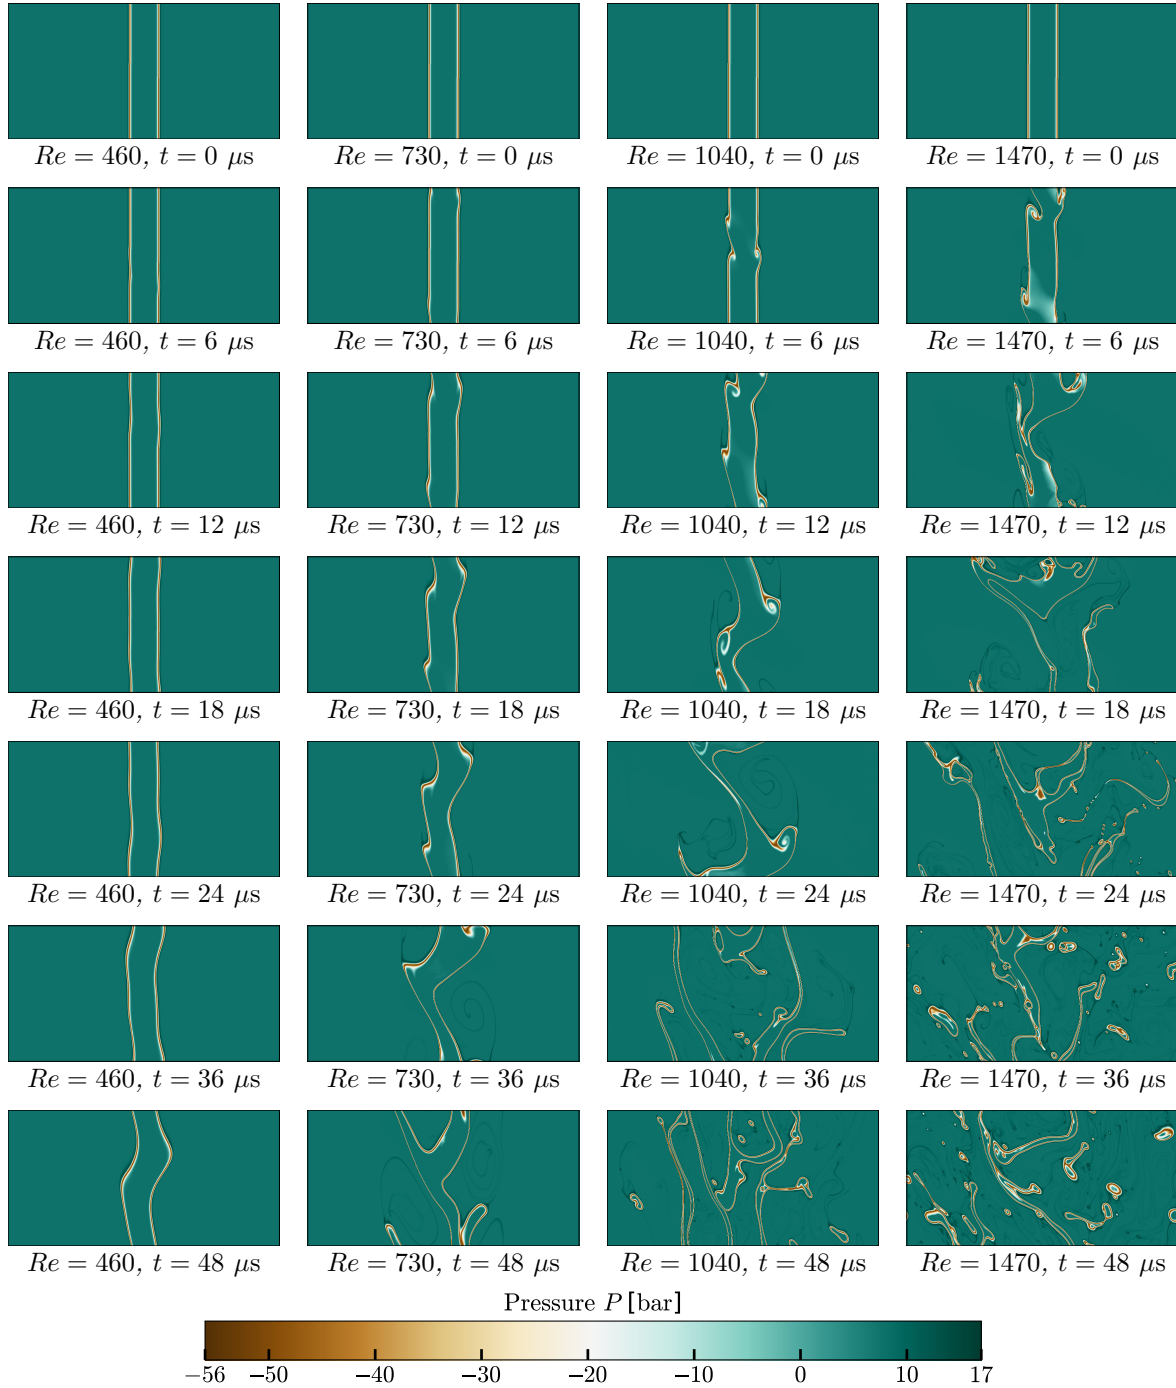 Re = 460, t = 0 μs Re = 730, t = 0 μs Re = 1040, t = 0 μs Re = 1470, t = 0 μs
Re = 460, t = 6 μs Re = 730, t = 6 μs Re = 1040, t = 6 μs Re = 1470, t = 6 μs
Re = 460, t = 12 μs Re = 730, t = 12 μs Re = 1040, t = 12 μs Re = 1470, t = 12 μs
Re = 460, t = 18 μs Re = 730, t = 18 μs Re = 1040, t = 18 μs Re = 1470, t = 18 μs
Re = 460, t = 24 μs Re = 730, t = 24 μs Re = 1040, t = 24 μs Re = 1470, t = 24 μs
Re = 460, t = 36 μs Re = 730, t = 36 μs Re = 1040, t = 36 μs Re = 1470, t = 36 μs
Re = 460, t = 48 μs Re = 730, t = 48 μs Re = 1040, t = 48 μs Re = 1470, t = 48 μs
Pressure P [bar]
−56 −50 −40 −30 −20 −10 0 10 17